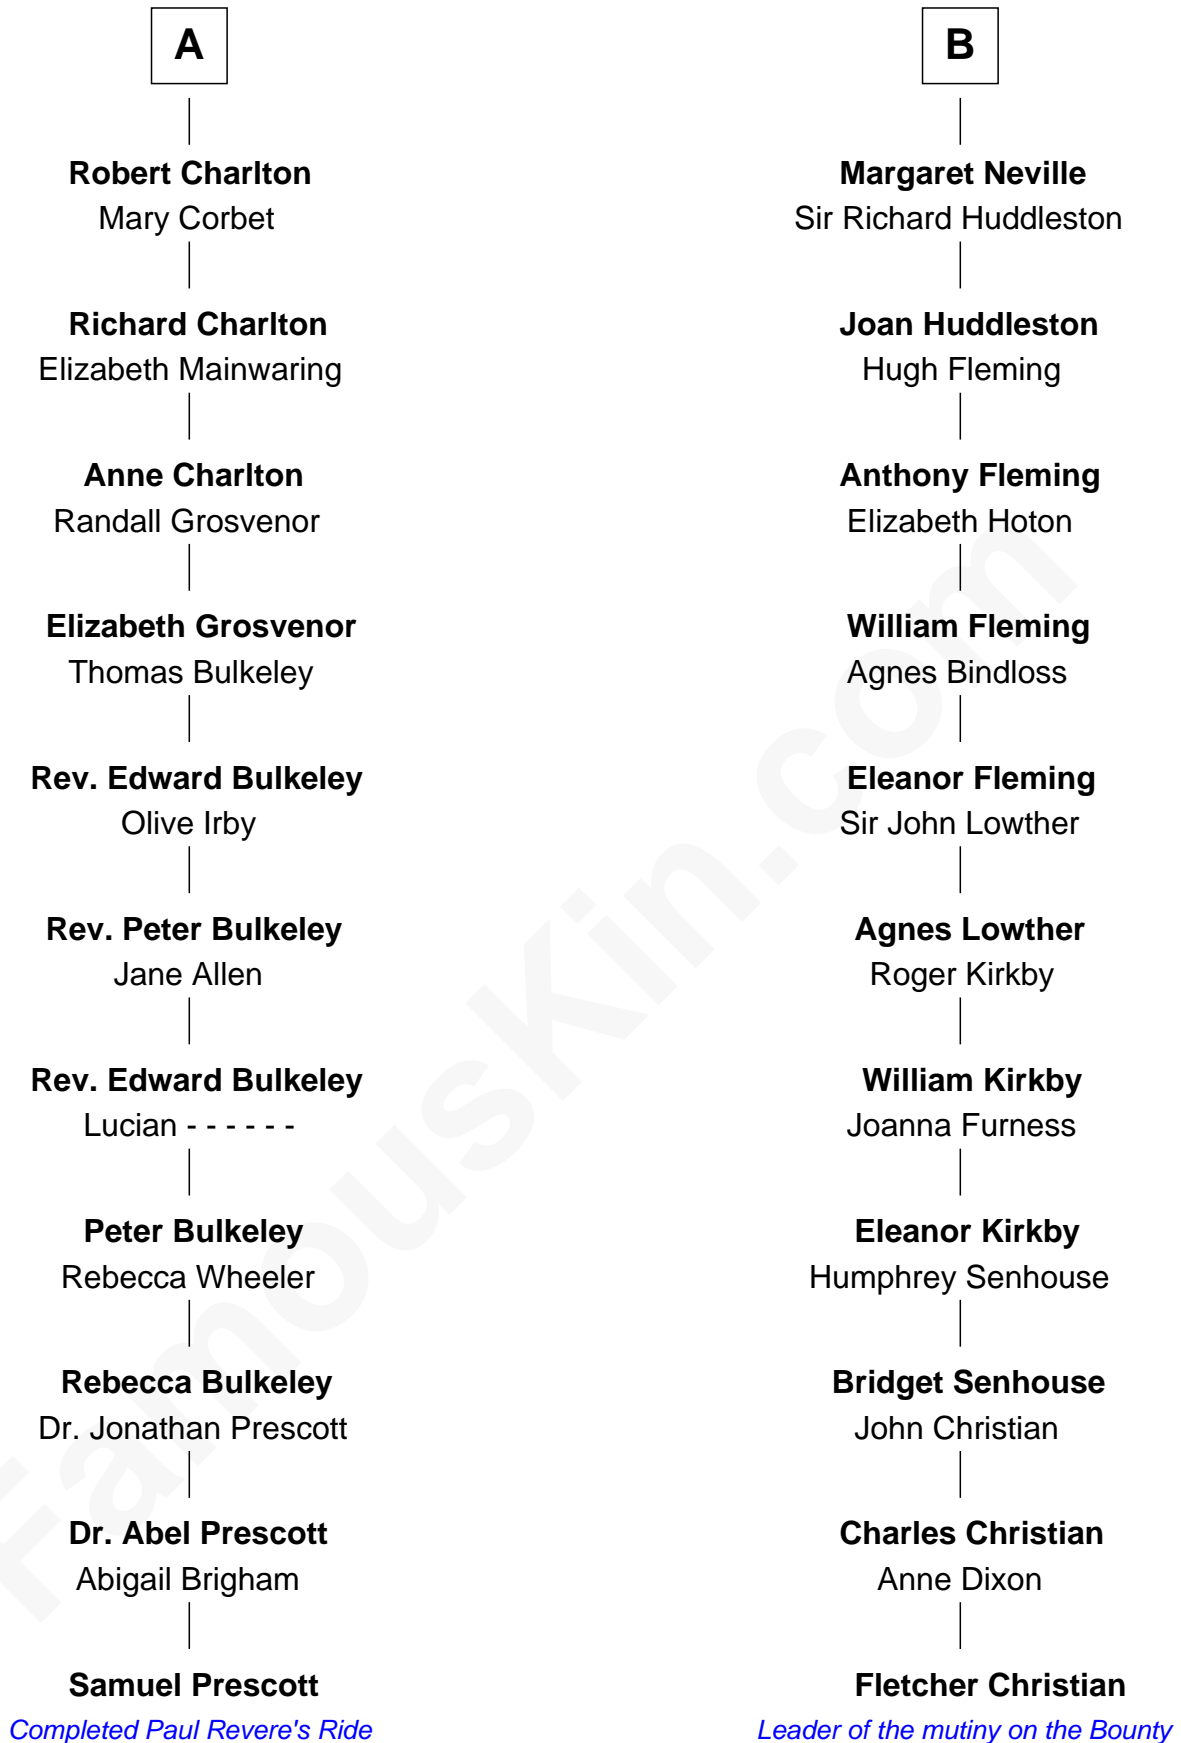 A
Robert Charlton
Mary Corbet
Richard Charlton
Elizabeth Mainwaring
Anne Charlton
Randall Grosvenor
Elizabeth Grosvenor
Thomas Bulkeley
Rev. Edward Bulkeley
Olive Irby
Rev. Peter Bulkeley
Jane Allen
Rev. Edward Bulkeley
Lucian - - - - - -
Peter Bulkeley
Rebecca Wheeler
Rebecca Bulkeley
Dr. Jonathan Prescott
Dr. Abel Prescott
Abigail Brigham
Samuel Prescott
Completed Paul Revere's Ride
B
Margaret Neville
Sir Richard Huddleston
Joan Huddleston
Hugh Fleming
Anthony Fleming
Elizabeth Hoton
William Fleming
Agnes Bindloss
Eleanor Fleming
Sir John Lowther
Agnes Lowther
Roger Kirkby
William Kirkby
Joanna Furness
Eleanor Kirkby
Humphrey Senhouse
Bridget Senhouse
John Christian
Charles Christian
Anne Dixon
Fletcher Christian
Leader of the mutiny on the Bounty
FamousKin.com